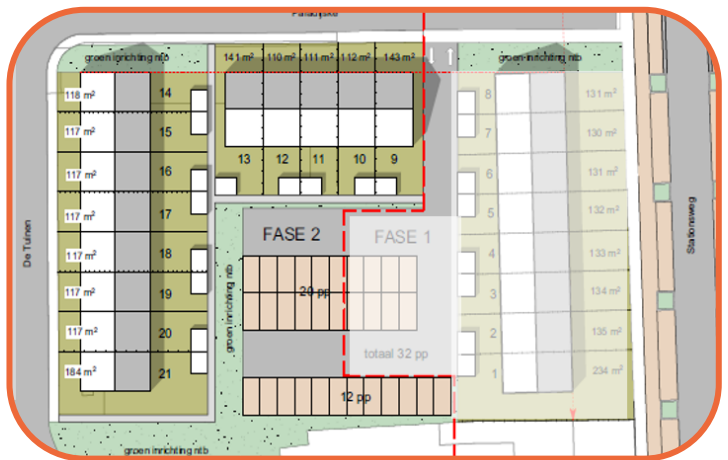 Paradijske
groen inrichting ntb
141 m² 110 m² 111 m² 112 m² 143 m²
groen inrichting ntb
118 m² 14
117 m² 15
117 m² 16
117 m² 17
117 m² 18
117 m² 19
117 m² 20
184 m² 21
13 12 11 10 9
8 131 m²
7 130 m²
6 131 m²
5 132 m²
4 133 m²
3 134 m²
2 135 m²
1 234 m²
De Tuinen
Stationsweg
FASE 2
FASE 1
20 pp
groen inrichting ntb
totaal 32 pp
12 pp
groen inrichting ntb